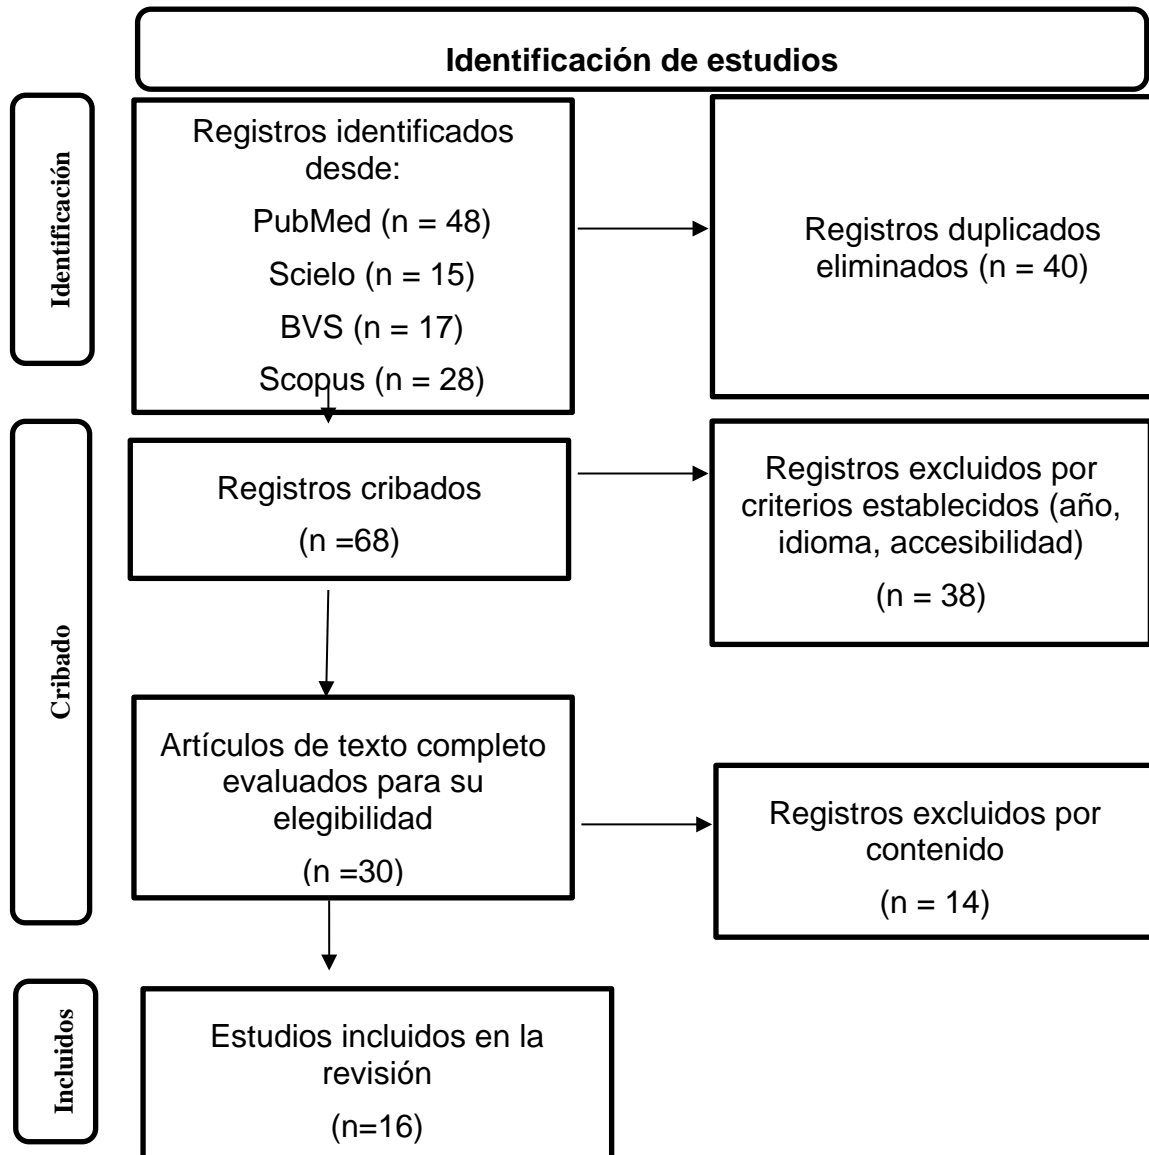 Identificación de estudios
Identificación
Registros identificados
desde:
PubMed (n = 48)
Scielo (n = 15)
BVS (n = 17)
Scopus (n = 28)
Registros duplicados
eliminados (n = 40)
Cribado
Registros cribados
(n =68)
Registros excluidos por
criterios establecidos (año,
idioma, accesibilidad)
(n = 38)
Artículos de texto completo
evaluados para su
elegibilidad
(n =30)
Registros excluidos por
contenido
(n = 14)
Incluidos
Estudios incluidos en la
revisión
(n=16)